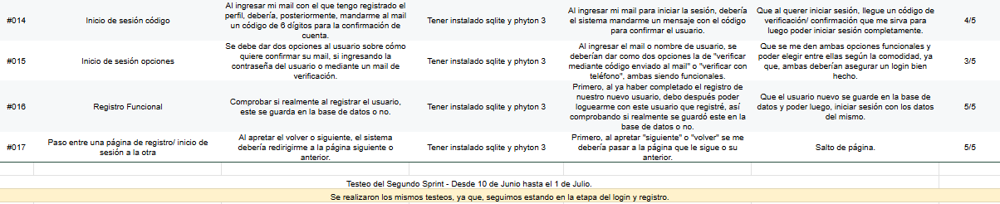 #014
Inicio de sesión código
Al ingresar mi mail con el que tengo registrado el
perfil, debería, posteriormente, mandarme al mail
un código de 6 dígitos para la confirmación de
cuenta.
Tener instalado sqlite y phyton 3
Al ingresar mi mail para iniciar la sesión, debería
el sistema mandarme un mensaje con el código
para confirmar el usuario.
Que al querer iniciar sesión, llegue un código de
verificación/ confirmación que me sirva para
luego poder iniciar sesión completamente.
4/5
#015
Inicio de sesión opciones
Se debe dar dos opciones al usuario sobre cómo
quiere confirmar su mail, si ingresando la
contraseña del usuario o mediante un mail de
verificación.
Tener instalado sqlite y phyton 3
Al ingresar el mail o nombre de usuario, se
deberían dar como dos opciones la de "verificar
mediante código enviado al mail" o "verificar con
teléfono", ambas siendo funcionales.
Que se me den ambas opciones funcionales y
poder elegir entre ellas según la comodidad, ya
que, ambas deberían asegurar un login bien
hecho.
3/5
#016
Registro Funcional
Comprobar si realmente al registrar el usuario,
este se guarda en la base de datos o no.
Tener instalado sqlite y phyton 3
Primero, al ya haber completado el registro de
nuestro nuevo usuario, debo después poder
loguearme con este usuario que registré, así
comprobando si realmente se guardó este en la
base de datos o no.
Que el usuario nuevo se guarde en la base de
datos y poder luego, iniciar sesión con los datos
del mismo.
5/5
#017
Paso entre una página de registro/ inicio de
sesión a la otra
Al apretar el volver o siguiente, el sistema
debería redirigirme a la página siguiente o
anterior.
Tener instalado sqlite y phyton 3
Primero, al apretar "siguiente" o "volver" se me
debería pasar a la página que le sigue o su
anterior.
Salto de página.
5/5
Testeo del Segundo Sprint - Desde 10 de Junio hasta el 1 de Julio.
Se realizaron los mismos testeos, ya que, seguimos estando en la etapa del login y registro.